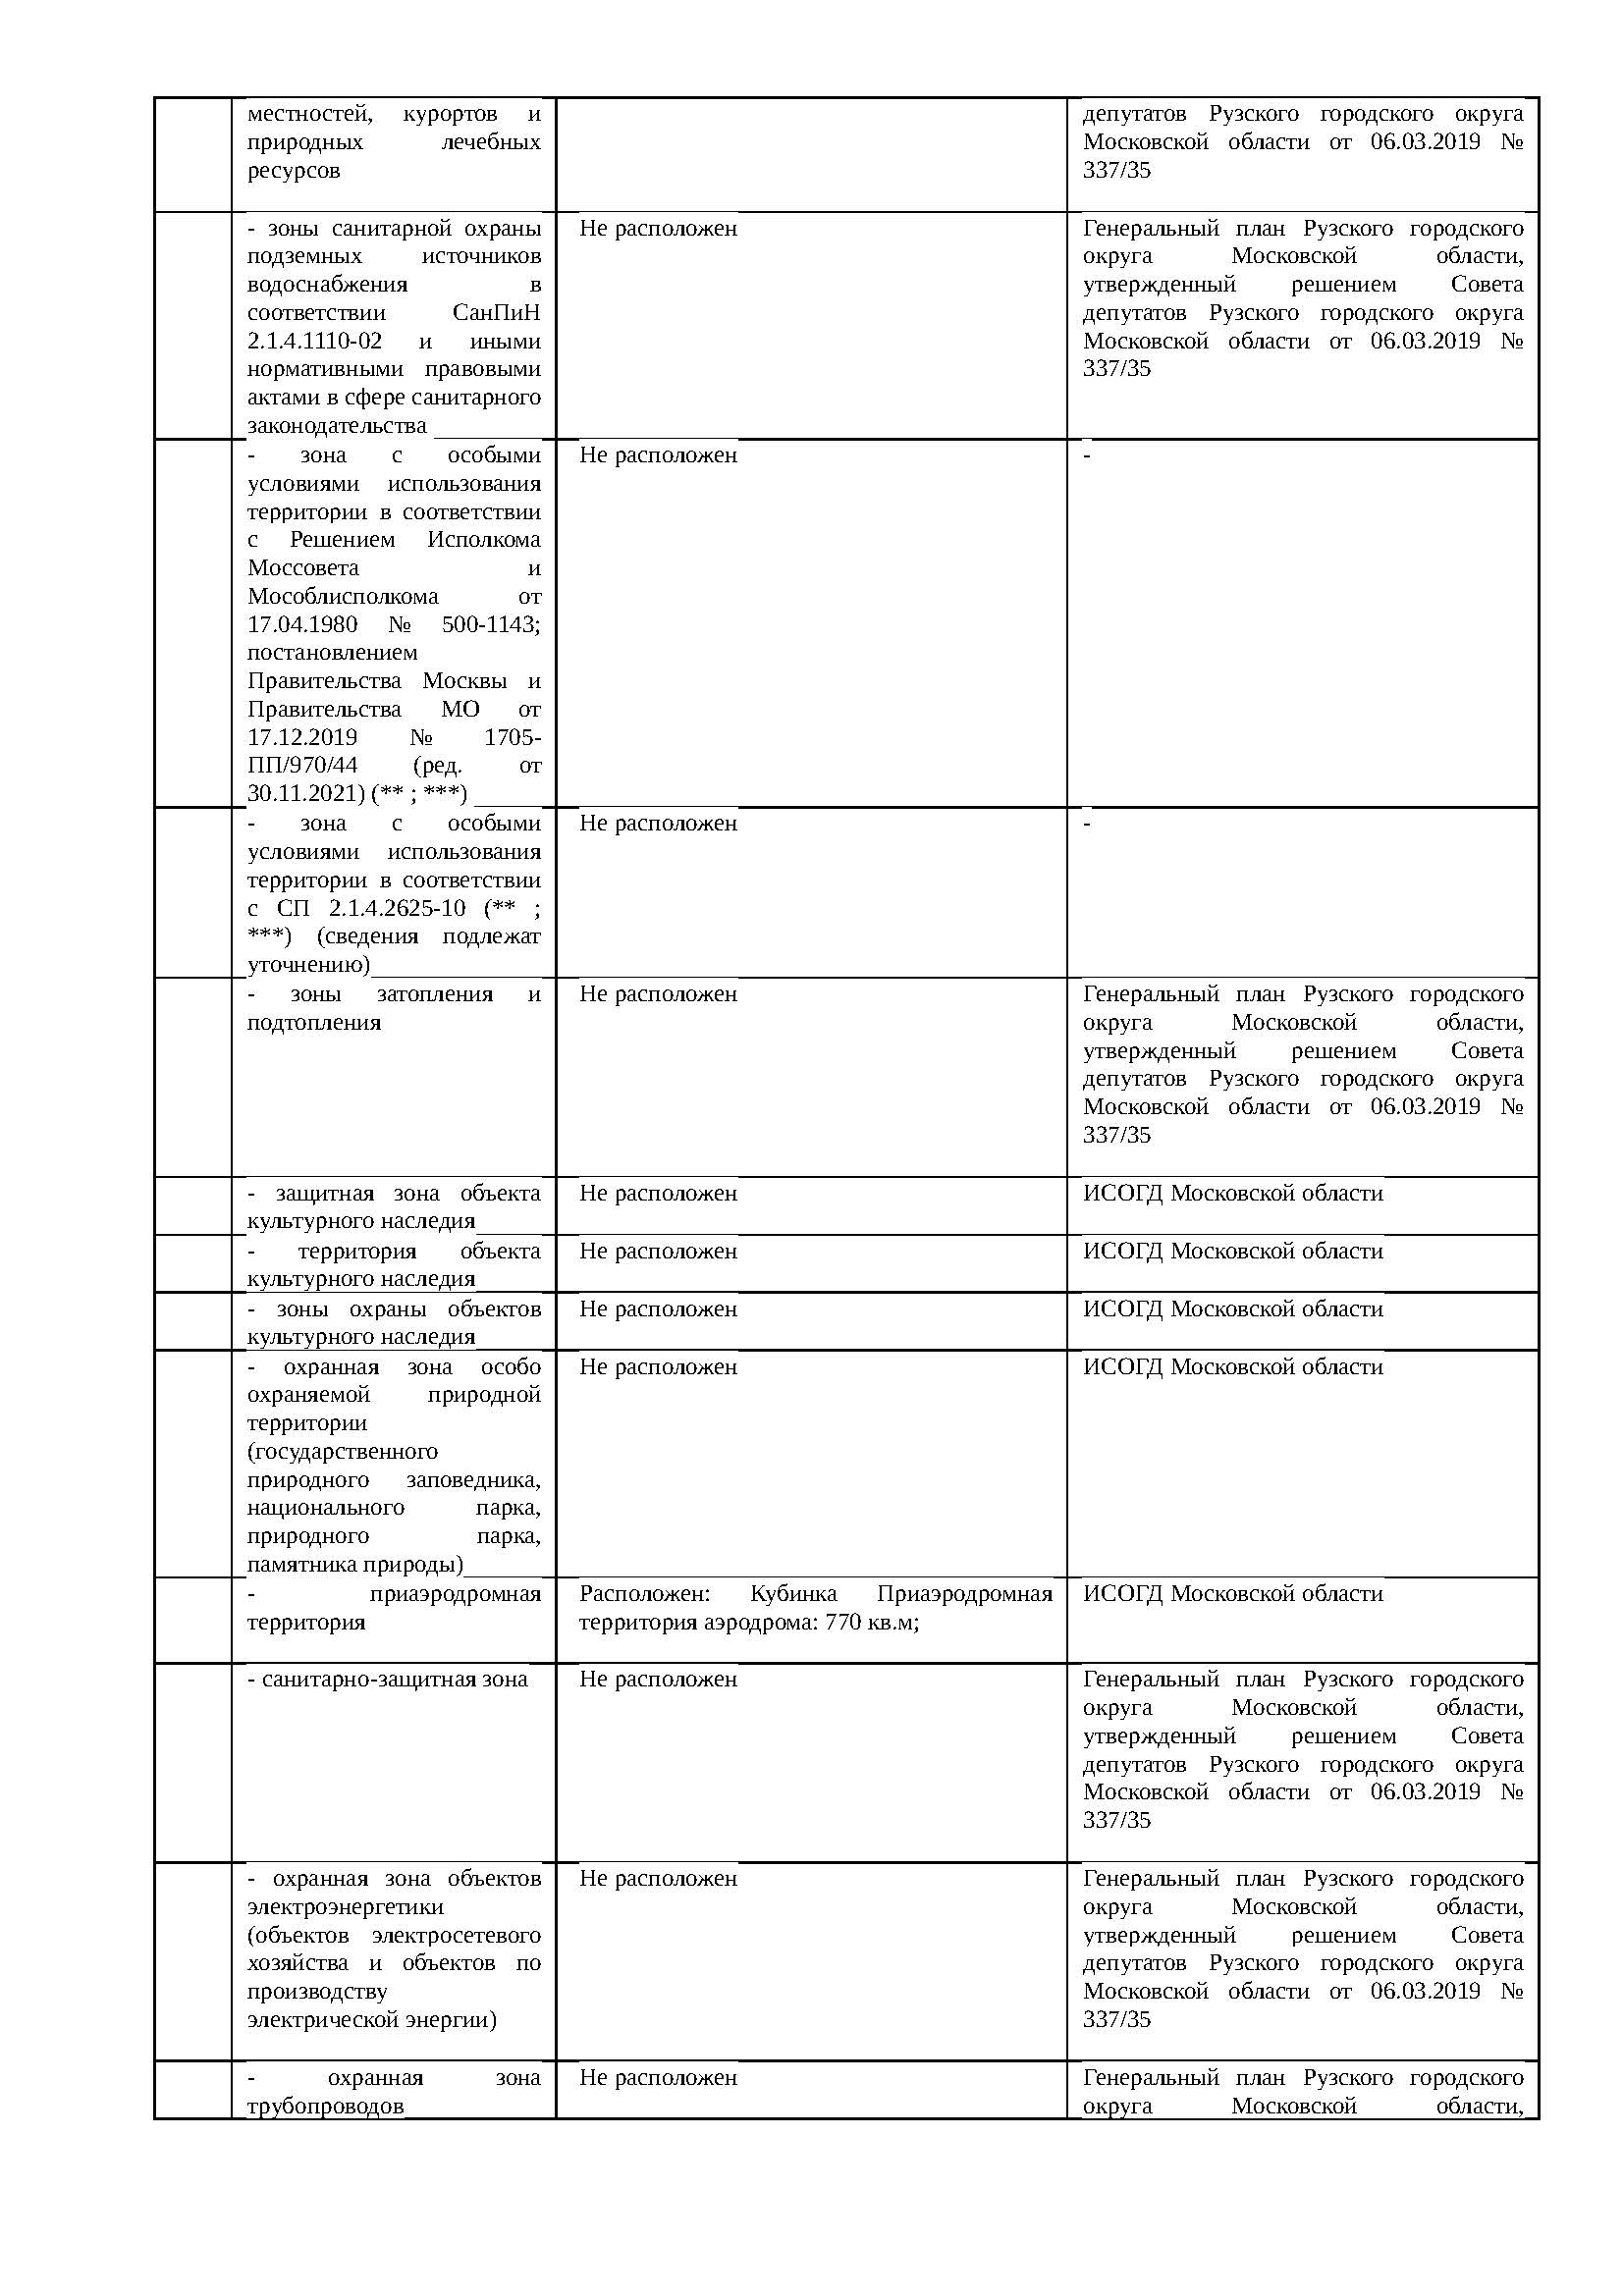 местностей, курортов и
природных лечебных
ресурсов
депутатов Рузского городского округа
Московской области от 06.03.2019 №
337/35
- зоны санитарной охраны
подземных источников
водоснабжения в
соответствии СанПиН
2.1.4.1110-02 и иными
нормативными правовыми
актами в сфере санитарного
законодательства
Не расположен
Генеральный план Рузского городского
округа Московской области,
утвержденный решением Совета
депутатов Рузского городского округа
Московской области от 06.03.2019 №
337/35
- зона с особыми
условиями использования
территории в соответствии
с Решением Исполкома
Моссовета и
Мособлисполкома от
17.04.1980 № 500-1143;
постановлением
Правительства Москвы и
Правительства МО от
17.12.2019 № 1705-
ПП/970/44 (ред. от
30.11.2021) (** ; ***)
Не расположен
-
- зона с особыми
условиями использования
территории в соответствии
с СП 2.1.4.2625-10 (** ;
***) (сведения подлежат
уточнению)
Не расположен
-
- зоны затопления и
подтопления
Не расположен
Генеральный план Рузского городского
округа Московской области,
утвержденный решением Совета
депутатов Рузского городского округа
Московской области от 06.03.2019 №
337/35
- защитная зона объекта
культурного наследия
Не расположен
ИСОГД Московской области
- территория объекта
культурного наследия
Не расположен
ИСОГД Московской области
- зоны охраны объектов
культурного наследия
Не расположен
ИСОГД Московской области
- охранная зона особо
охраняемой природной
территории
(государственного
природного заповедника,
национального парка,
природного парка,
памятника природы)
Не расположен
ИСОГД Московской области
- приаэродромная
территория
Расположен: Кубинка Приаэродромная
территория аэродрома: 770 кв.м;
ИСОГД Московской области
- санитарно-защитная зона
Не расположен
Генеральный план Рузского городского
округа Московской области,
утвержденный решением Совета
депутатов Рузского городского округа
Московской области от 06.03.2019 №
337/35
- охранная зона объектов
электроэнергетики
(объектов электросетевого
хозяйства и объектов по
производству
электрической энергии)
Не расположен
Генеральный план Рузского городского
округа Московской области,
утвержденный решением Совета
депутатов Рузского городского округа
Московской области от 06.03.2019 №
337/35
- охранная зона
трубопроводов
Не расположен
Генеральный план Рузского городского
округа Московской области,